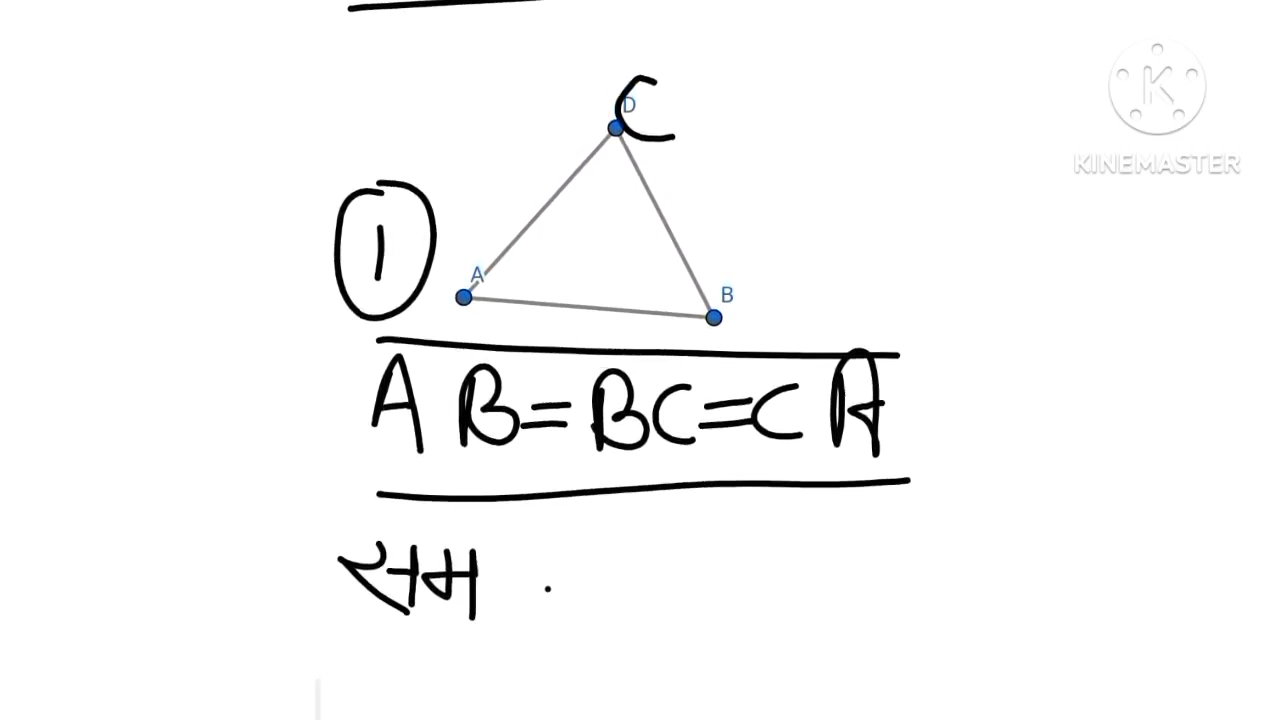 D C
1
A
B
AB=BC=CA
सम .
KINEMASTER